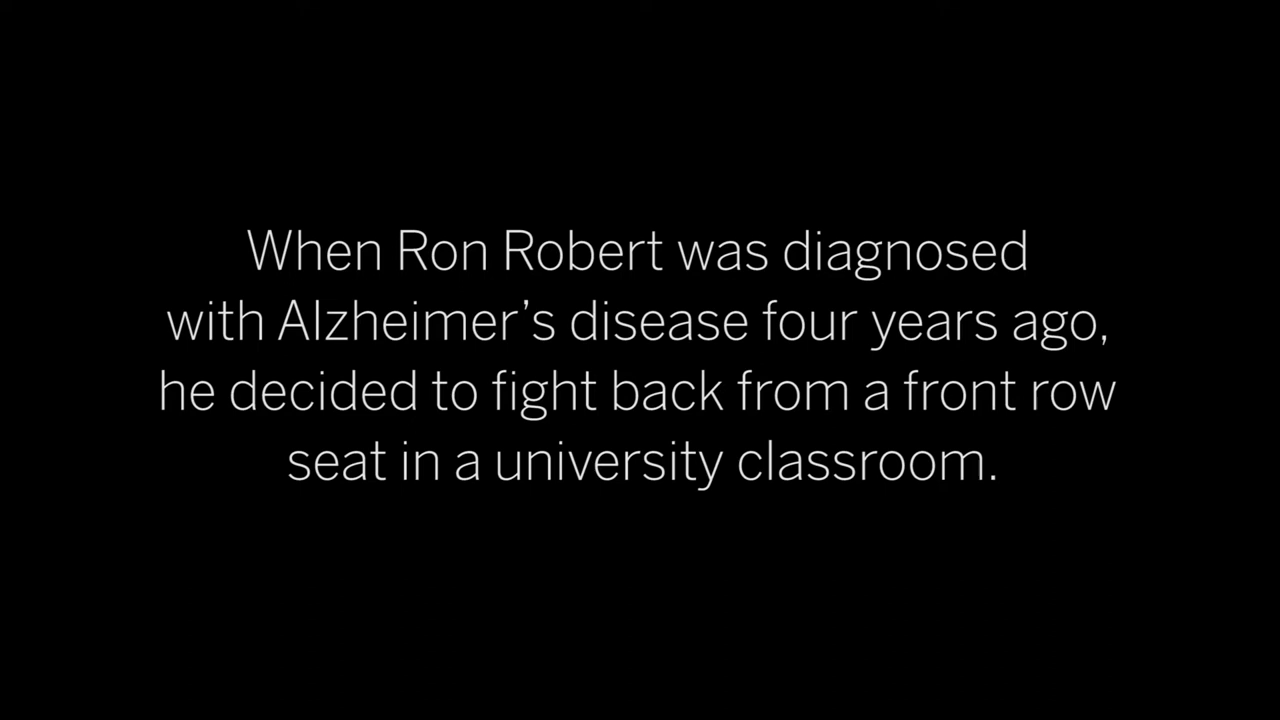 When Ron Robert was diagnosed
with Alzheimer’s disease four years ago,
he decided to fight back from a front row
seat in a university classroom.